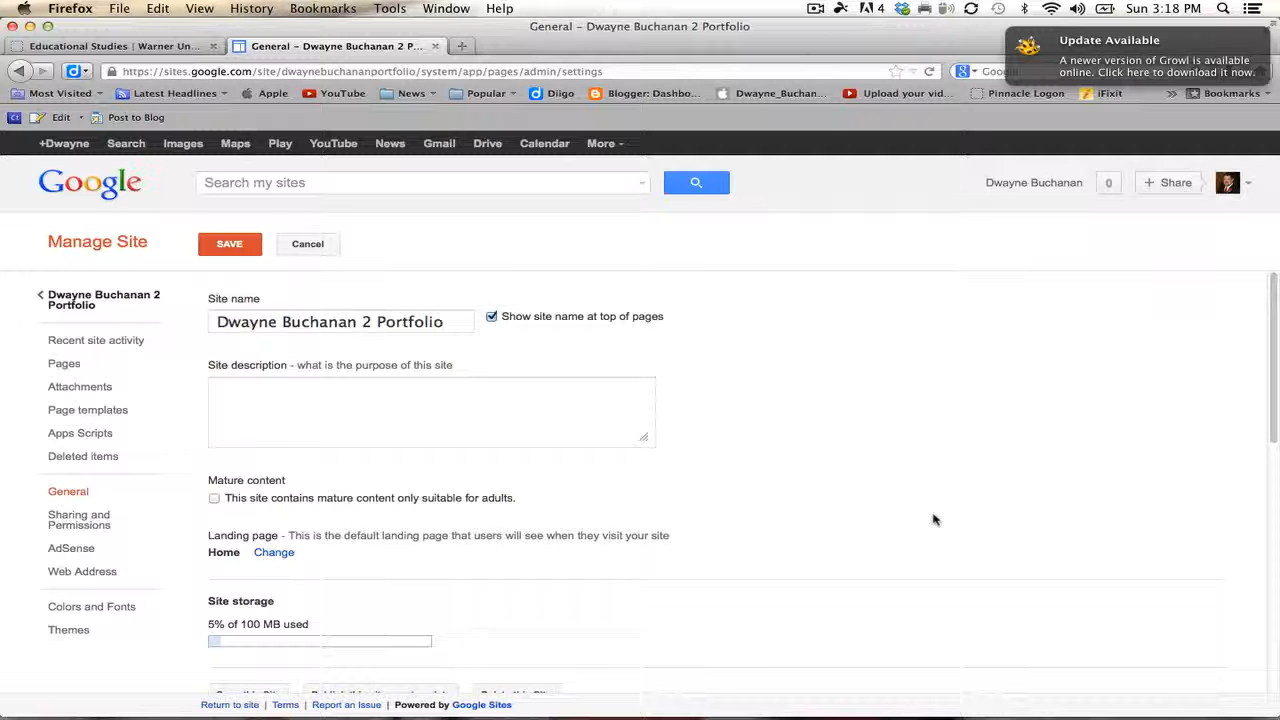 Firefox File Edit View History Bookmarks Tools Window Help
4 Sun 3:18 PM
General – Dwayne Buchanan 2 Portfolio
Educational Studies | Warner Un...
General – Dwayne Buchanan 2 P...
Update Available
A newer version of Growl is available
online. Click here to download it now.
https://sites.google.com/site/dwaynebuchananportfolio/system/app/pages/admin/settings
Most Visited Latest Headlines Apple YouTube News Popular Diigo Blogger: Dashbo... Dwayne_Buchan... Upload your vid... Pinnacle Logon iFixit Bookmarks
Edit Post to Blog
+Dwayne Search Images Maps Play YouTube News Gmail Drive Calendar More
Google
Search my sites
Dwayne Buchanan 0 + Share
Manage Site
SAVE Cancel
Dwayne Buchanan 2
Portfolio
Recent site activity
Pages
Attachments
Page templates
Apps Scripts
Deleted items
General
Sharing and
Permissions
AdSense
Web Address
Colors and Fonts
Themes
Site name
Dwayne Buchanan 2 Portfolio
Show site name at top of pages
Site description - what is the purpose of this site
Mature content
This site contains mature content only suitable for adults.
Landing page - This is the default landing page that users will see when they visit your site
Home Change
Site storage
5% of 100 MB used
Return to site | Terms | Report an Issue | Powered by Google Sites